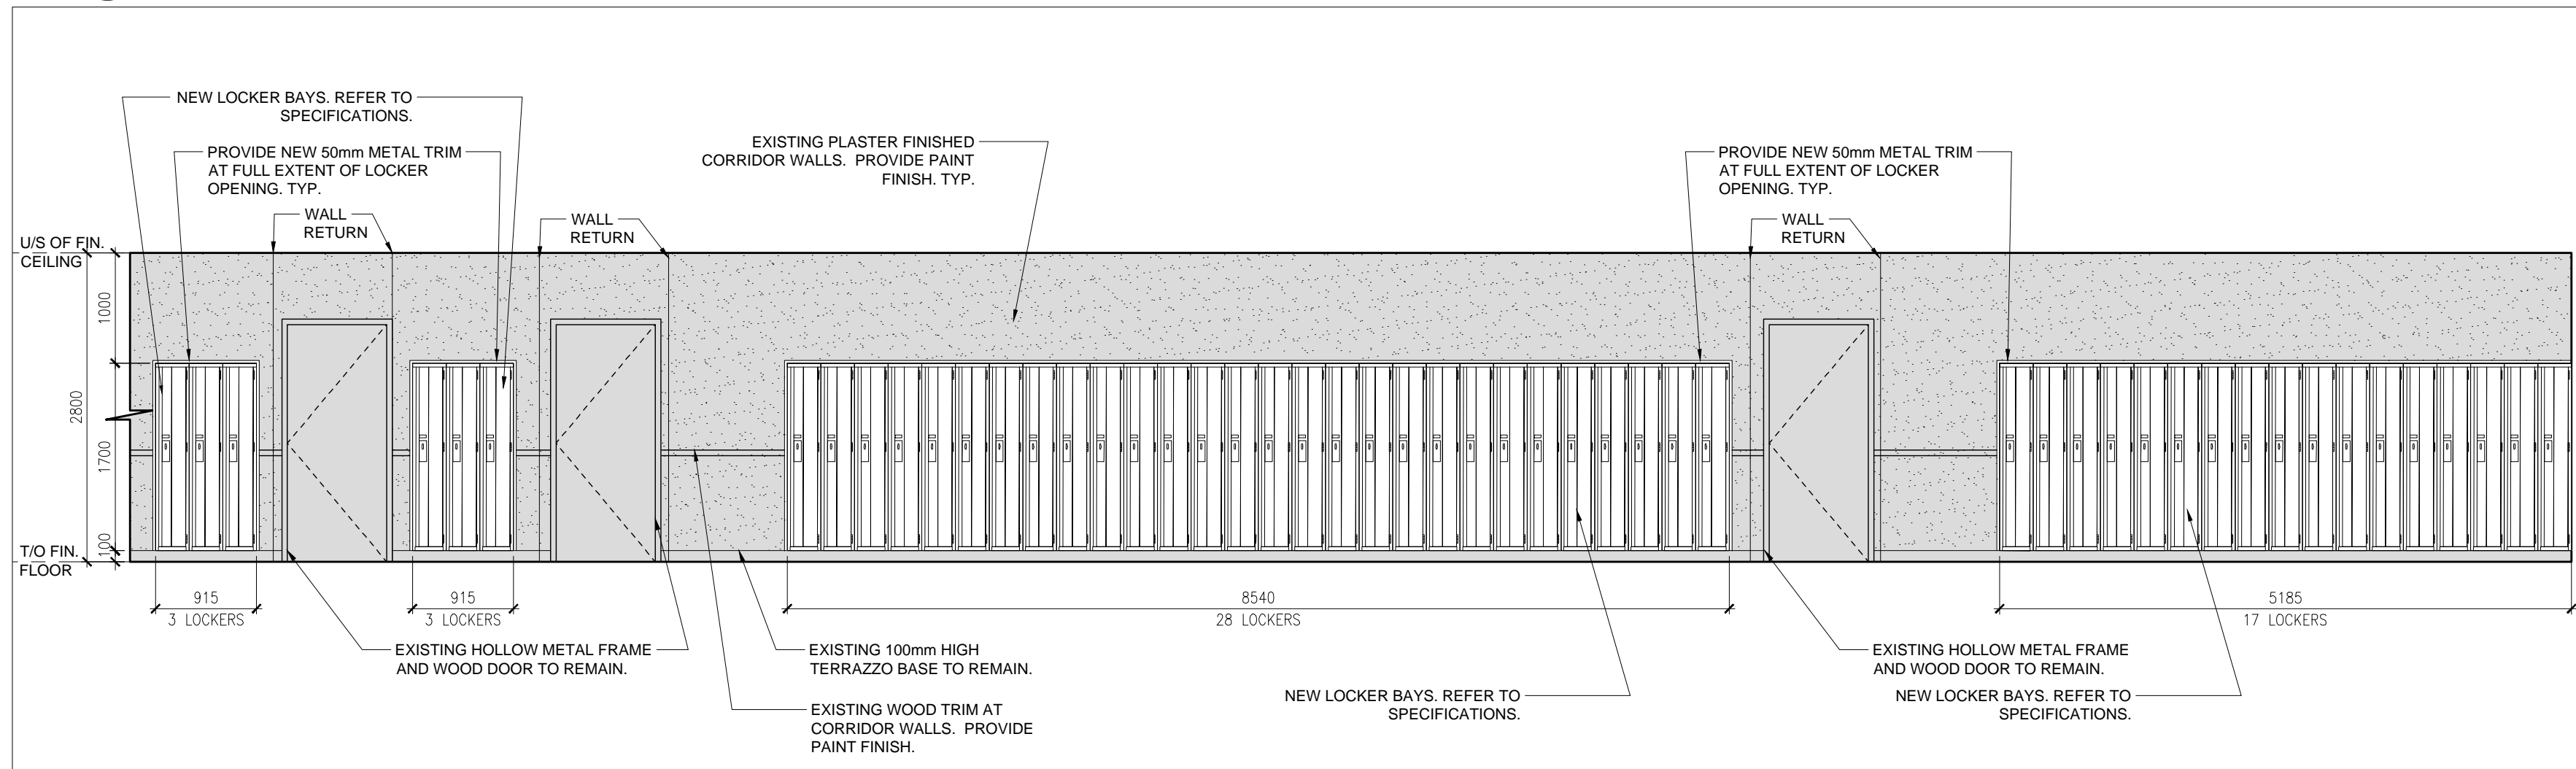 NEW LOCKER BAYS. REFER TO
SPECIFICATIONS.
PROVIDE NEW 50mm METAL TRIM
AT FULL EXTENT OF LOCKER
OPENING. TYP.
WALL
RETURN
WALL
RETURN
EXISTING PLASTER FINISHED
CORRIDOR WALLS. PROVIDE PAINT
FINISH. TYP.
PROVIDE NEW 50mm METAL TRIM
AT FULL EXTENT OF LOCKER
OPENING. TYP.
WALL
RETURN
U/S OF FIN.
CEILING
1000
2800
1700
100
T/O FIN.
FLOOR
915
3 LOCKERS
915
3 LOCKERS
8540
28 LOCKERS
5185
17 LOCKERS
EXISTING HOLLOW METAL FRAME
AND WOOD DOOR TO REMAIN.
EXISTING 100mm HIGH
TERRAZZO BASE TO REMAIN.
EXISTING WOOD TRIM AT
CORRIDOR WALLS. PROVIDE
PAINT FINISH.
NEW LOCKER BAYS. REFER TO
SPECIFICATIONS.
EXISTING HOLLOW METAL FRAME
AND WOOD DOOR TO REMAIN.
NEW LOCKER BAYS. REFER TO
SPECIFICATIONS.